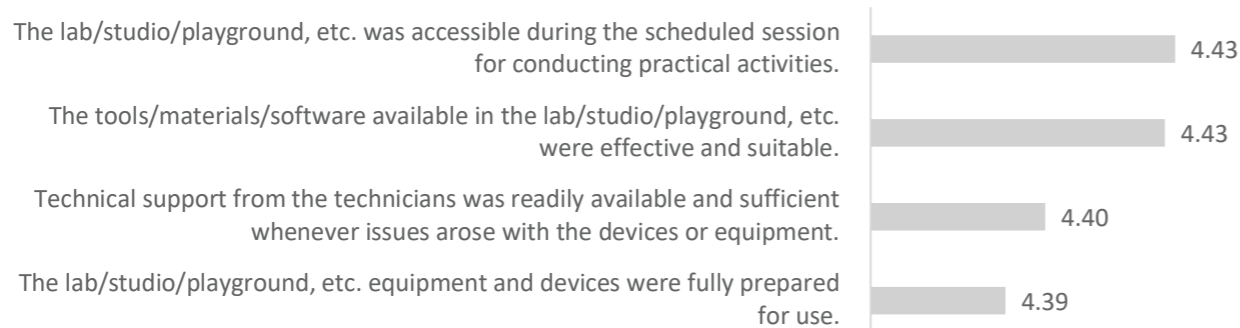 The lab/studio/playground, etc. was accessible during the scheduled session
for conducting practical activities.
4.43
The tools/materials/software available in the lab/studio/playground, etc.
were effective and suitable.
4.43
Technical support from the technicians was readily available and sufficient
whenever issues arose with the devices or equipment.
4.40
The lab/studio/playground, etc. equipment and devices were fully prepared
for use.
4.39